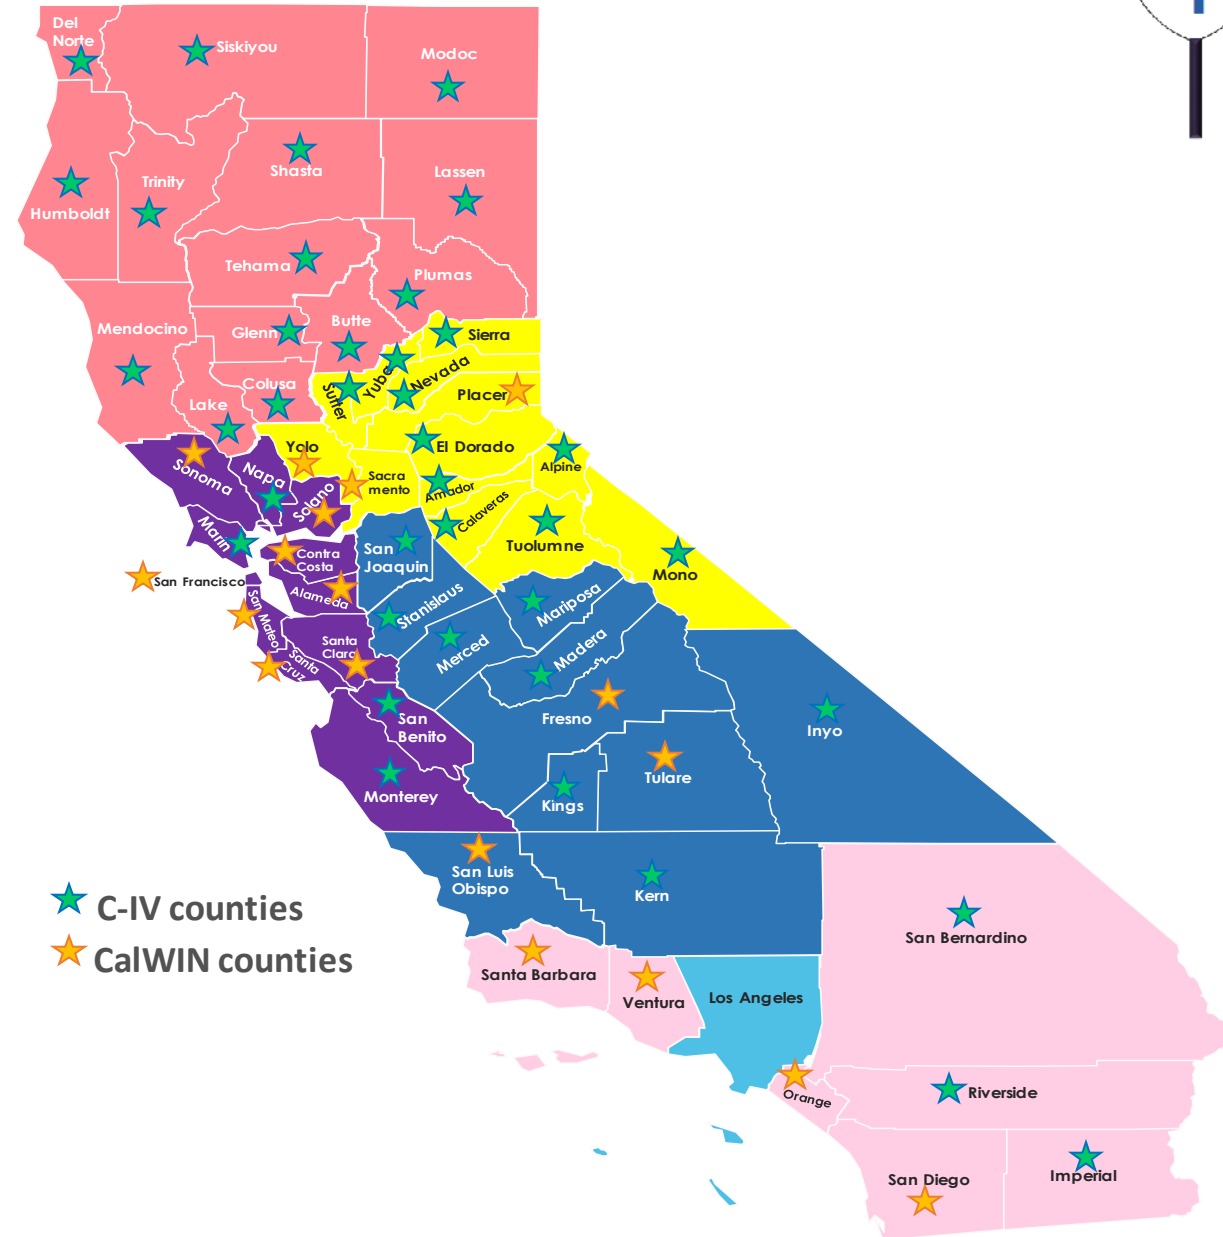 Del
Norte
Siskiyou
Modoc
Shasta
Lassen
Trinity
Humboldt
Tehama
Plumas
Mendocino
Glenn
Butte
Sierra
Colusa
Sutter
Yuba
Nevada
Placer
Lake
Yolo
El Dorado
Sonoma
Napa
Solano
Sacra
mento
Amador
Alpine
Calaveras
Marin
Contra
Costa
San
Joaquin
Tuolumne
Mono
San Francisco
Alameda
Stanislaus
Mariposa
San Mateo
Santa
Clara
Merced
Madera
Santa
Cruz
San
Benito
Fresno
Inyo
Monterey
Kings
Tulare
San Luis
Obispo
Kern
C-IV counties
CalWIN counties
San Bernardino
Santa Barbara
Ventura
Los Angeles
Orange
Riverside
San Diego
Imperial